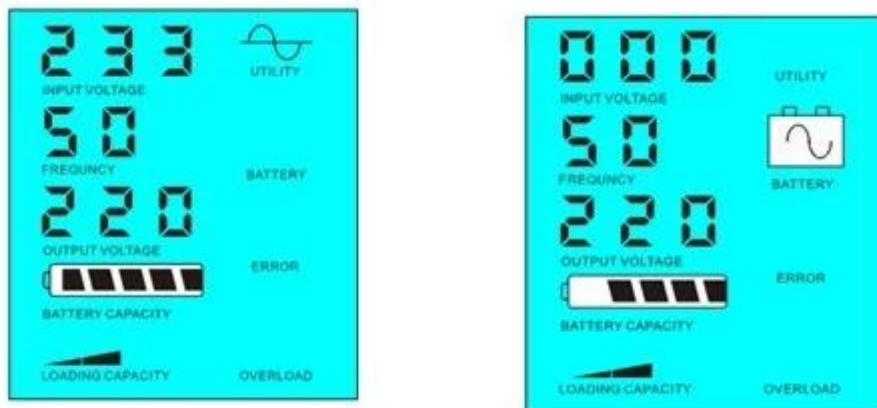 233
UTILITY
INPUT VOLTAGE
50
FREQUNCY
BATTERY
220
OUTPUT VOLTAGE
ERROR
BATTERY CAPACITY
LOADING CAPACITY
OVERLOAD
000
UTILITY
INPUT VOLTAGE
50
FREQUNCY
BATTERY
220
OUTPUT VOLTAGE
ERROR
BATTERY CAPACITY
LOADING CAPACITY
OVERLOAD